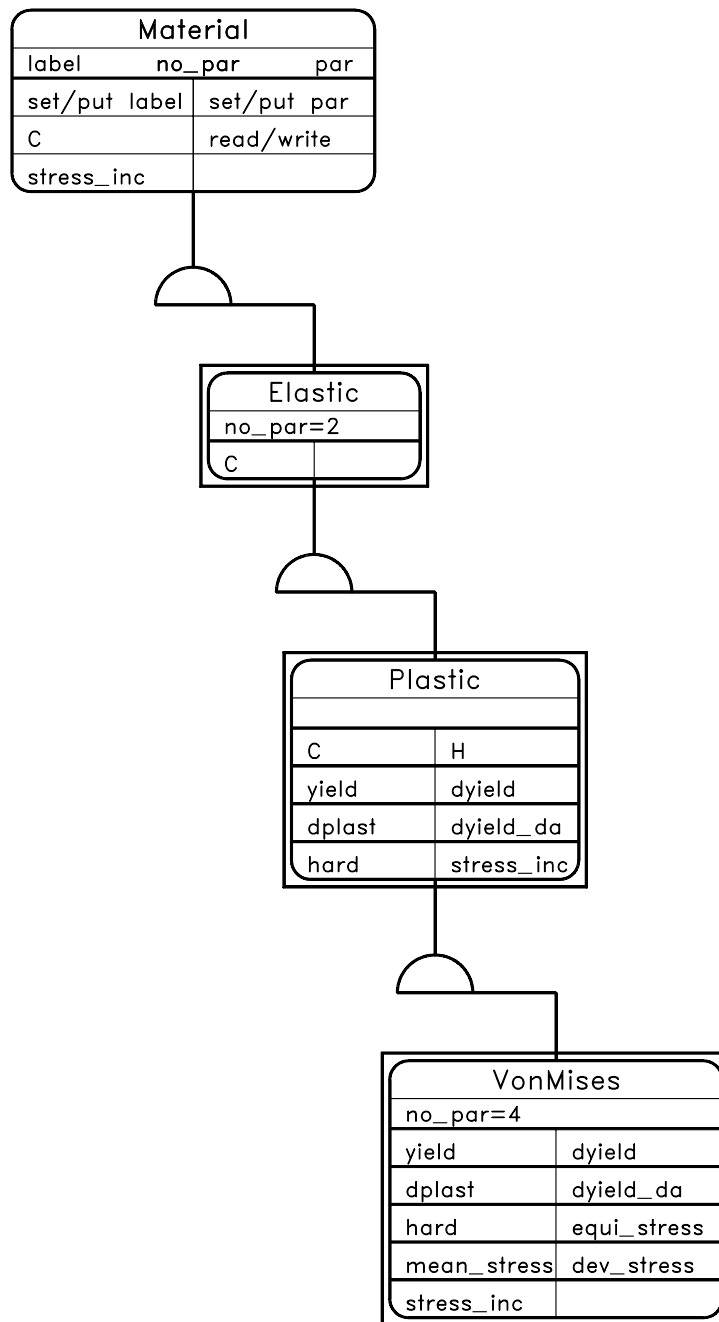 Material
label no_par par
set/put label set/put par
C read/write
stress_inc
Elastic
no_par=2
C
Plastic
C H
yield dyield
dplast dyield_da
hard stress_inc
VonMises
no_par=4
yield dyield
dplast dyield_da
hard equi_stress
mean_stress dev_stress
stress_inc